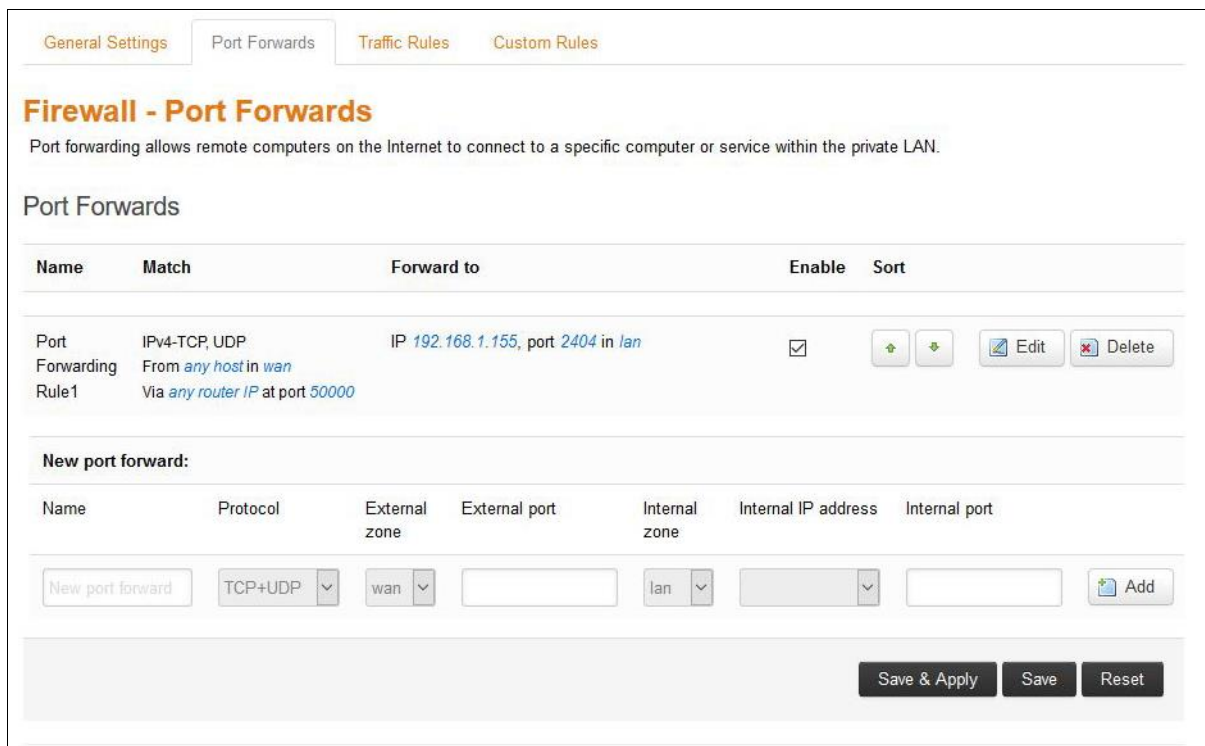 General Settings Port Forwards Traffic Rules Custom Rules
Firewall - Port Forwards
Port forwarding allows remote computers on the Internet to connect to a specific computer or service within the private LAN.
Port Forwards
Name Match Forward to Enable Sort
Port Forwarding Rule1
IPv4-TCP, UDP
From any host in wan
Via any router IP at port 50000
IP 192.168.1.155, port 2404 in lan
Edit Delete
New port forward:
Name Protocol External zone External port Internal zone Internal IP address Internal port
New port forward TCP+UDP wan lan Add
Save & Apply Save Reset